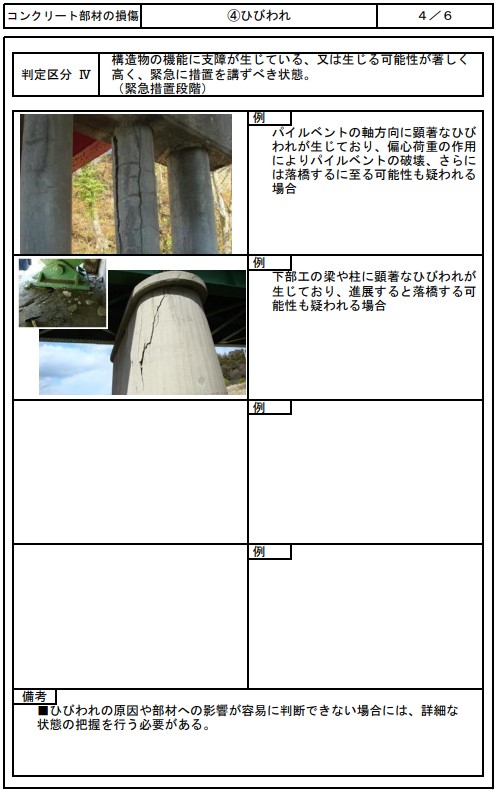 コンクリート部材の損傷
④ひびわれ
4/6
判定区分 Ⅳ
構造物の機能に支障が生じている、又は生じる可能性が著しく
高く、緊急に措置を講ずべき状態。
（緊急措置段階）
例
パイルベントの軸方向に顕著なひび
われが生じており、偏心荷重の作用
によりパイルベントの破壊、さらに
は落橋するに至る可能性も疑われる
場合
例
下部工の梁や柱に顕著なひびわれが
生じており、進展すると落橋する可
能性も疑われる場合
例
例
備考
■ひびわれの原因や部材への影響が容易に判断できない場合には、詳細な
状態の把握を行う必要がある。